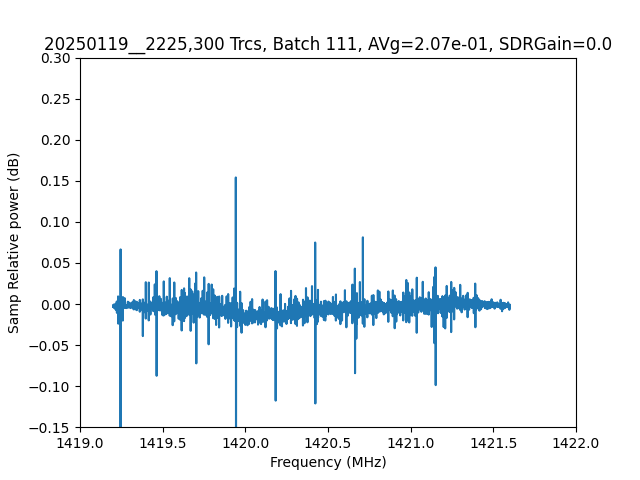 20250119__2225,300 Trcs, Batch 111, AVg=2.07e-01, SDRGain=0.0
Samp Relative power (dB)
0.30
0.25
0.20
0.15
0.10
0.05
0.00
−0.05
−0.10
−0.15
1419.0 1419.5 1420.0 1420.5 1421.0 1421.5 1422.0
Frequency (MHz)